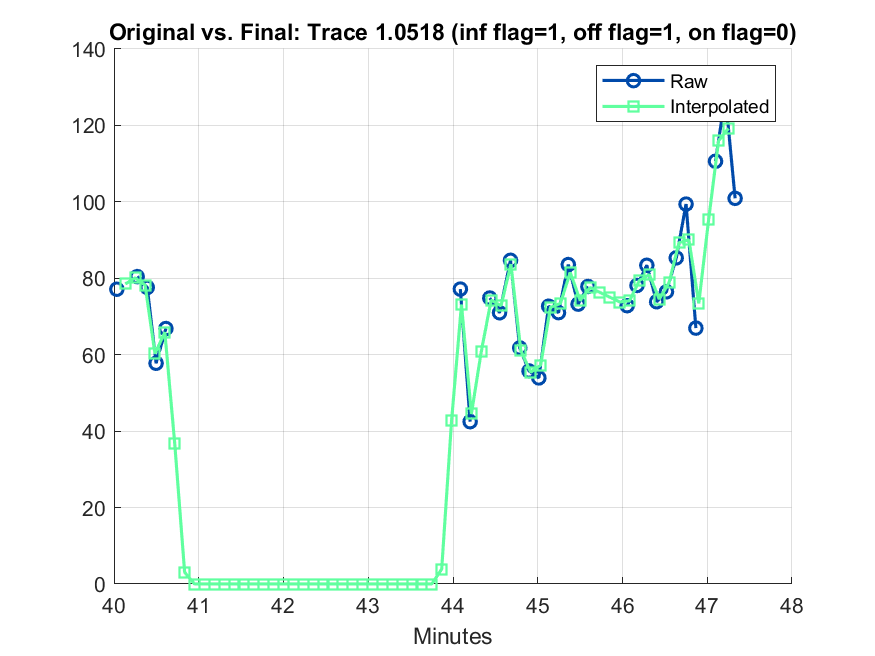 Original vs. Final: Trace 1.0518 (inf flag=1, off flag=1, on flag=0)
140
120
100
80
60
40
20
0
Raw
Interpolated
40 41 42 43 44 45 46 47 48
Minutes